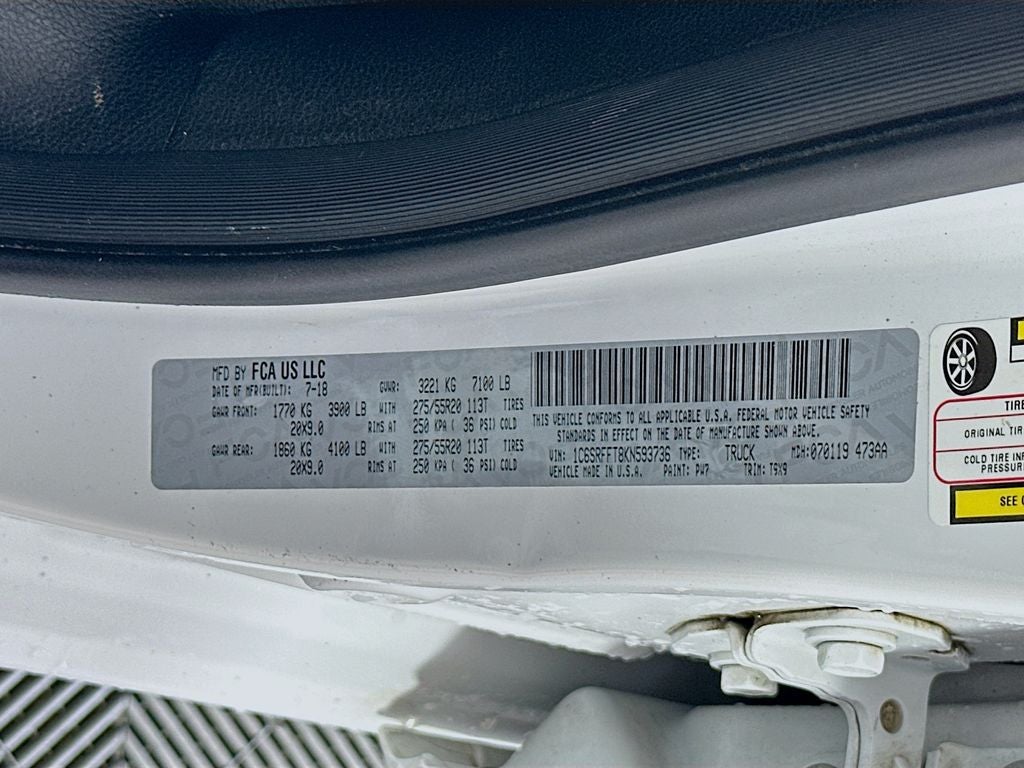 MFD BY FCA US LLC
DATE OF MFR(BUILT): 7-18 GVWR: 3221 KG 7100 LB
GAWR FRONT: 1770 KG 3900 LB WITH 275/55R20 113T TIRES
20X9.0 RIMS AT 250 KPA ( 36 PSI) COLD
GAWR REAR: 1860 KG 4100 LB WITH 275/55R20 113T TIRES
20X9.0 RIMS AT 250 KPA ( 36 PSI) COLD
THIS VEHICLE CONFORMS TO ALL APPLICABLE U.S.A. FEDERAL MOTOR VEHICLE SAFETY
STANDARDS IN EFFECT ON THE DATE OF MANUFACTURE SHOWN ABOVE.
VIN: 1C6SRFFT8KN593736 TYPE: TRUCK MDH:070119 473AA
VEHICLE MADE IN U.S.A. PAINT: PW7 TRIM: T9X9
TIRE
ORIGINAL TIR
COLD TIRE IN
PRESSUR
SEE